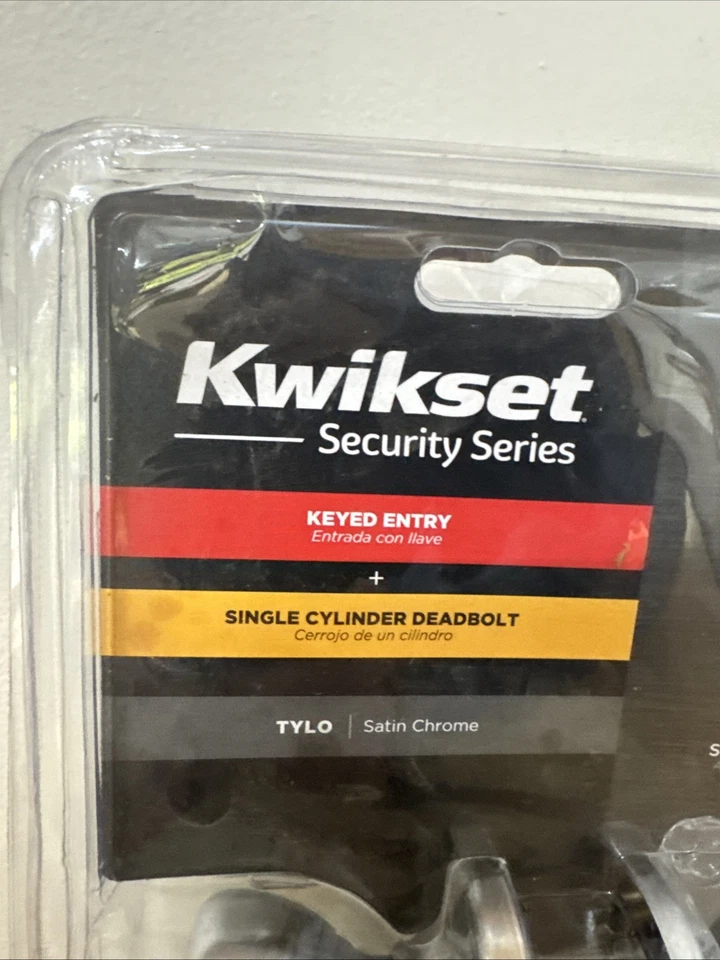 Kwikset
Security Series
KEYED ENTRY
Entrada con llave
+
SINGLE CYLINDER DEADBOLT
Cerrojo de un cilindro
TYLO | Satin Chrome